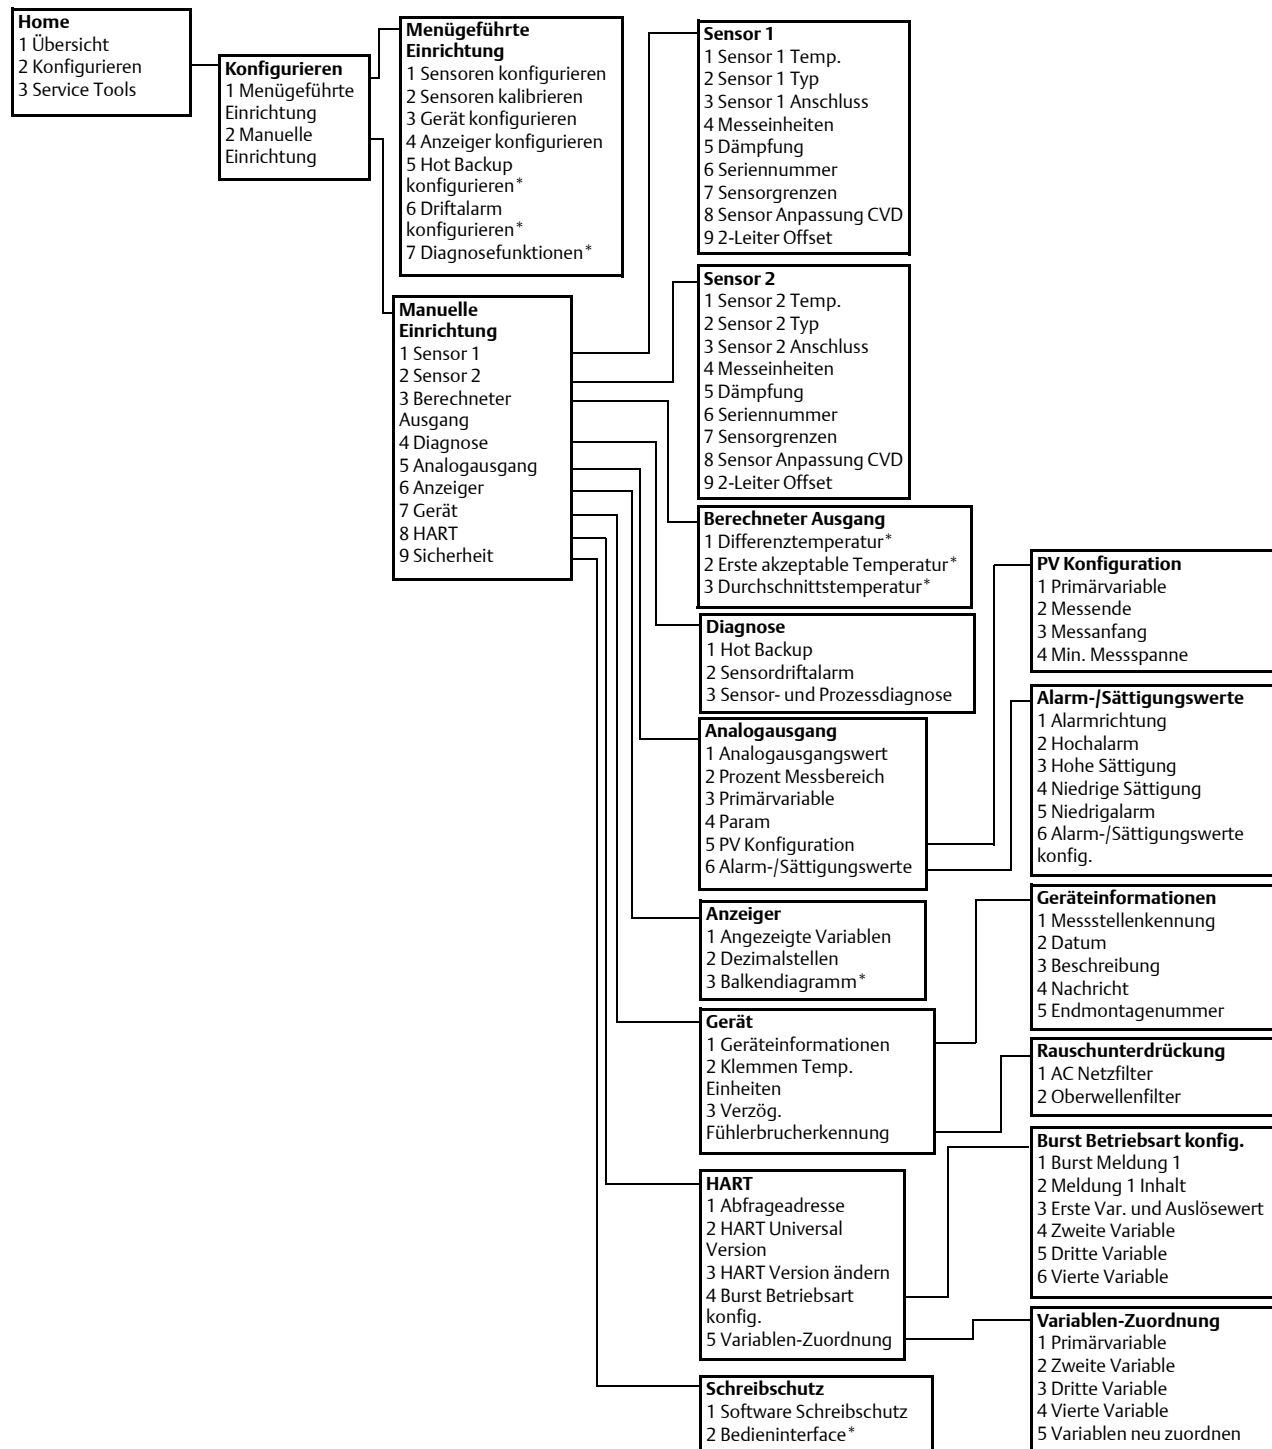 Home
1 Übersicht
2 Konfigurieren
3 Service Tools
Konfigurieren
1 Menügeführte
Einrichtung
2 Manuelle
Einrichtung
Menügeführte
Einrichtung
1 Sensoren konfigurieren
2 Sensoren kalibrieren
3 Gerät konfigurieren
4 Anzeiger konfigurieren
5 Hot Backup
konfigurieren*
6 Driftalarm
konfigurieren*
7 Diagnosefunktionen*
Manuelle
Einrichtung
1 Sensor 1
2 Sensor 2
3 Berechneter
Ausgang
4 Diagnose
5 Analogausgang
6 Anzeiger
7 Gerät
8 HART
9 Sicherheit
Sensor 1
1 Sensor 1 Temp.
2 Sensor 1 Typ
3 Sensor 1 Anschluss
4 Messeinheiten
5 Dämpfung
6 Seriennummer
7 Sensorgrenzen
8 Sensor Anpassung CVD
9 2-Leiter Offset
Sensor 2
1 Sensor 2 Temp.
2 Sensor 2 Typ
3 Sensor 2 Anschluss
4 Messeinheiten
5 Dämpfung
6 Seriennummer
7 Sensorgrenzen
8 Sensor Anpassung CVD
9 2-Leiter Offset
Berechneter Ausgang
1 Differenztemperatur*
2 Erste akzeptable Temperatur*
3 Durchschnittstemperatur*
Diagnose
1 Hot Backup
2 Sensordriftalarm
3 Sensor- und Prozessdiagnose
Analogausgang
1 Analogausgangswert
2 Prozent Messbereich
3 Primärvariable
4 Param
5 PV Konfiguration
6 Alarm-/Sättigungswerte
Anzeiger
1 Angezeigte Variablen
2 Dezimalstellen
3 Balkendiagramm*
Gerät
1 Geräteinformationen
2 Klemmen Temp.
Einheiten
3 Verzög.
Fühlerbrucherkennung
HART
1 Abfrageadresse
2 HART Universal
Version
3 HART Version ändern
4 Burst Betriebsart
konfig.
5 Variablen-Zuordnung
Schreibschutz
1 Software Schreibschutz
2 Bedieninterface*
PV Konfiguration
1 Primärvariable
2 Messende
3 Messanfang
4 Min. Messspanne
Alarm-/Sättigungswerte
1 Alarmrichtung
2 Hochalarm
3 Hohe Sättigung
4 Niedrige Sättigung
5 Niedrigalarm
6 Alarm-/Sättigungswerte
konfig.
Geräteinformationen
1 Messstellenkennung
2 Datum
3 Beschreibung
4 Nachricht
5 Endmontagenummer
Rauschunterdrückung
1 AC Netzfilter
2 Oberwellenfilter
Burst Betriebsart konfig.
1 Burst Meldung 1
2 Meldung 1 Inhalt
3 Erste Var. und Auslösewert
4 Zweite Variable
5 Dritte Variable
6 Vierte Variable
Variablen-Zuordnung
1 Primärvariable
2 Zweite Variable
3 Dritte Variable
4 Vierte Variable
5 Variablen neu zuordnen